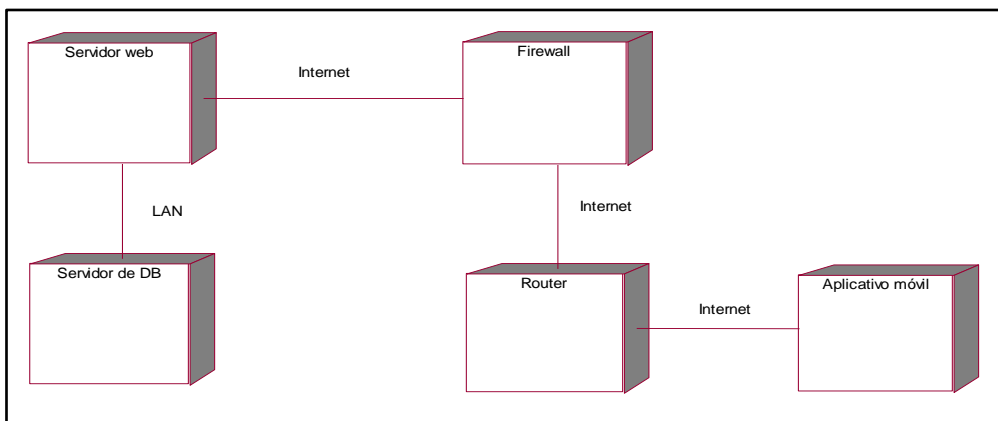 Servidor web
Internet
Firewall
LAN
Internet
Servidor de DB
Router
Internet
Aplicativo móvil